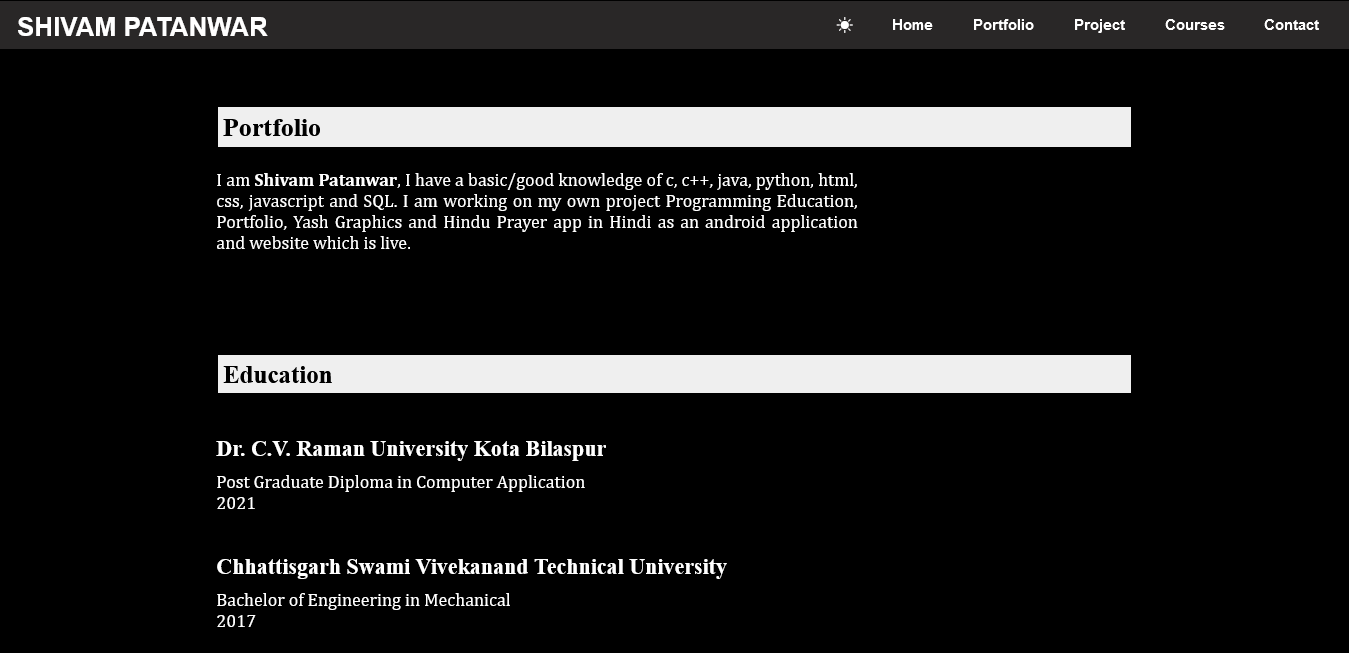 SHIVAM PATANWAR
Home Portfolio Project Courses Contact
Portfolio
I am Shivam Patanwar, I have a basic/good knowledge of c, c++, java, python, html,
css, javascript and SQL. I am working on my own project Programming Education,
Portfolio, Yash Graphics and Hindu Prayer app in Hindi as an android application
and website which is live.
Education
Dr. C.V. Raman University Kota Bilaspur
Post Graduate Diploma in Computer Application
2021
Chhattisgarh Swami Vivekanand Technical University
Bachelor of Engineering in Mechanical
2017